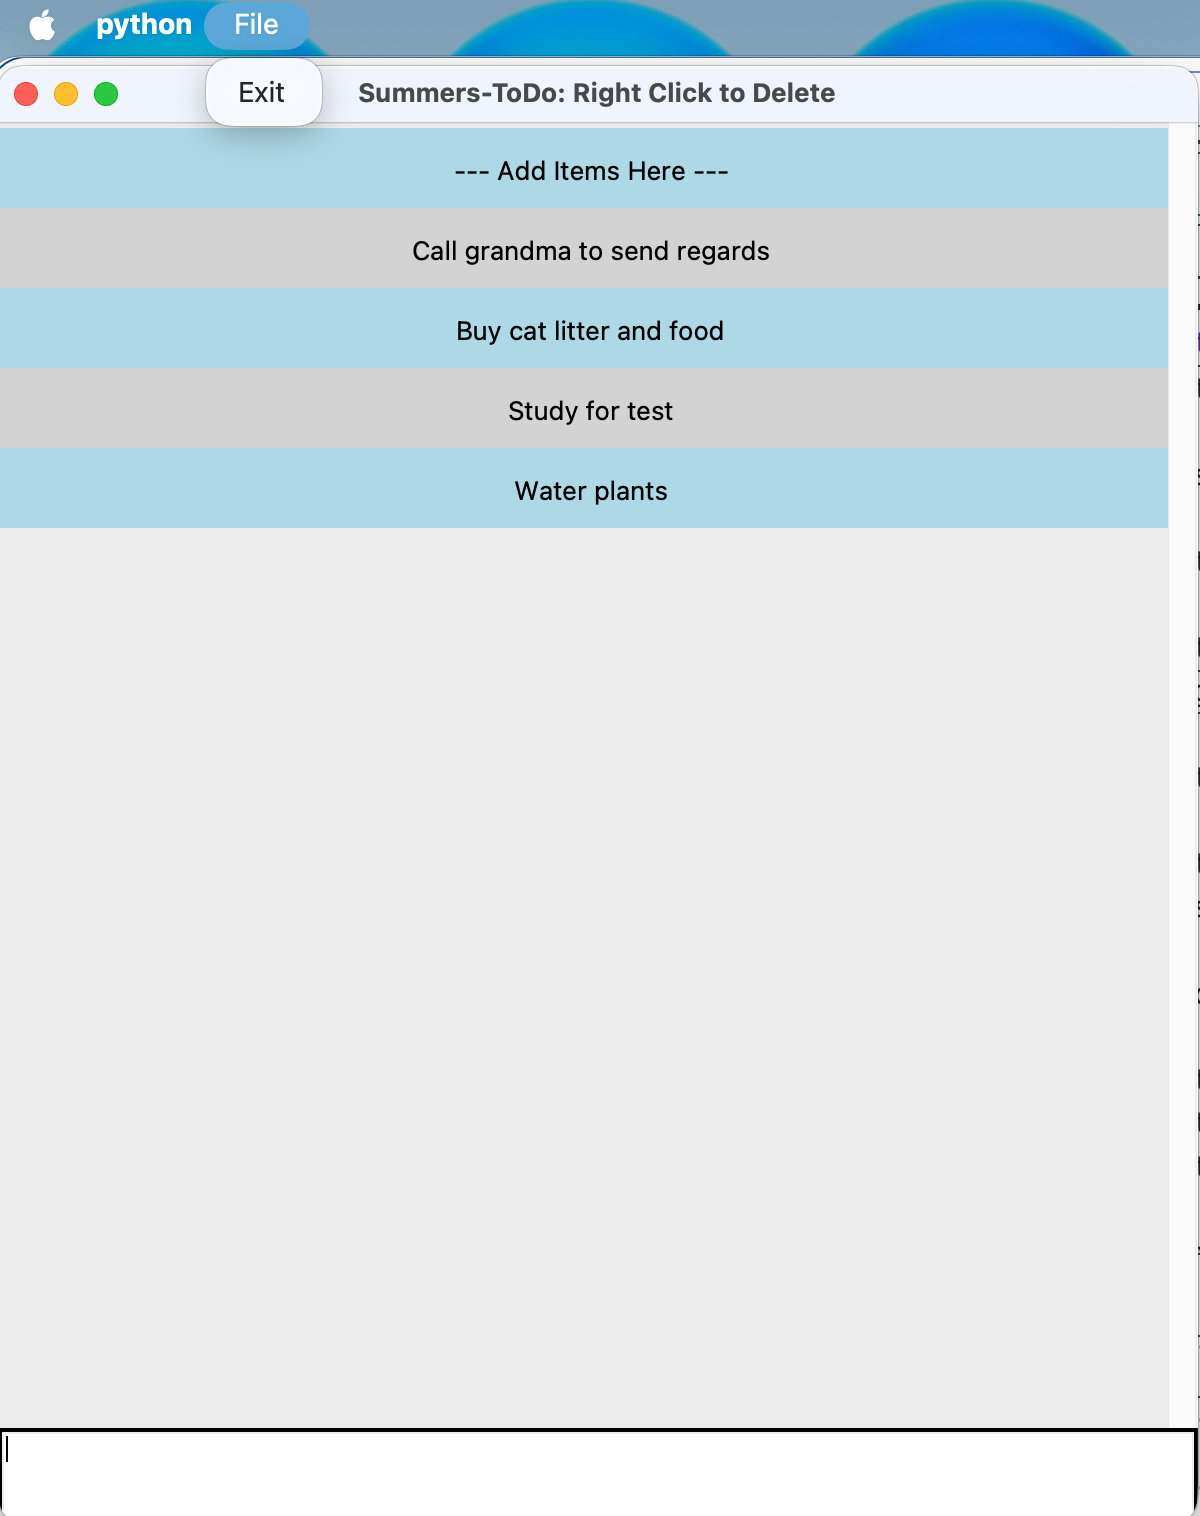 python File
Exit
Summers-ToDo: Right Click to Delete
--- Add Items Here ---
Call grandma to send regards
Buy cat litter and food
Study for test
Water plants